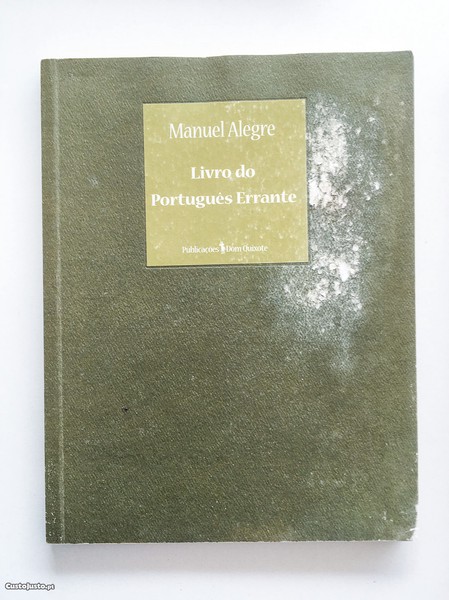 Manuel Alegre
Livro do
Português Errante
Publicações Dom Quixote
CustoJusto.pt